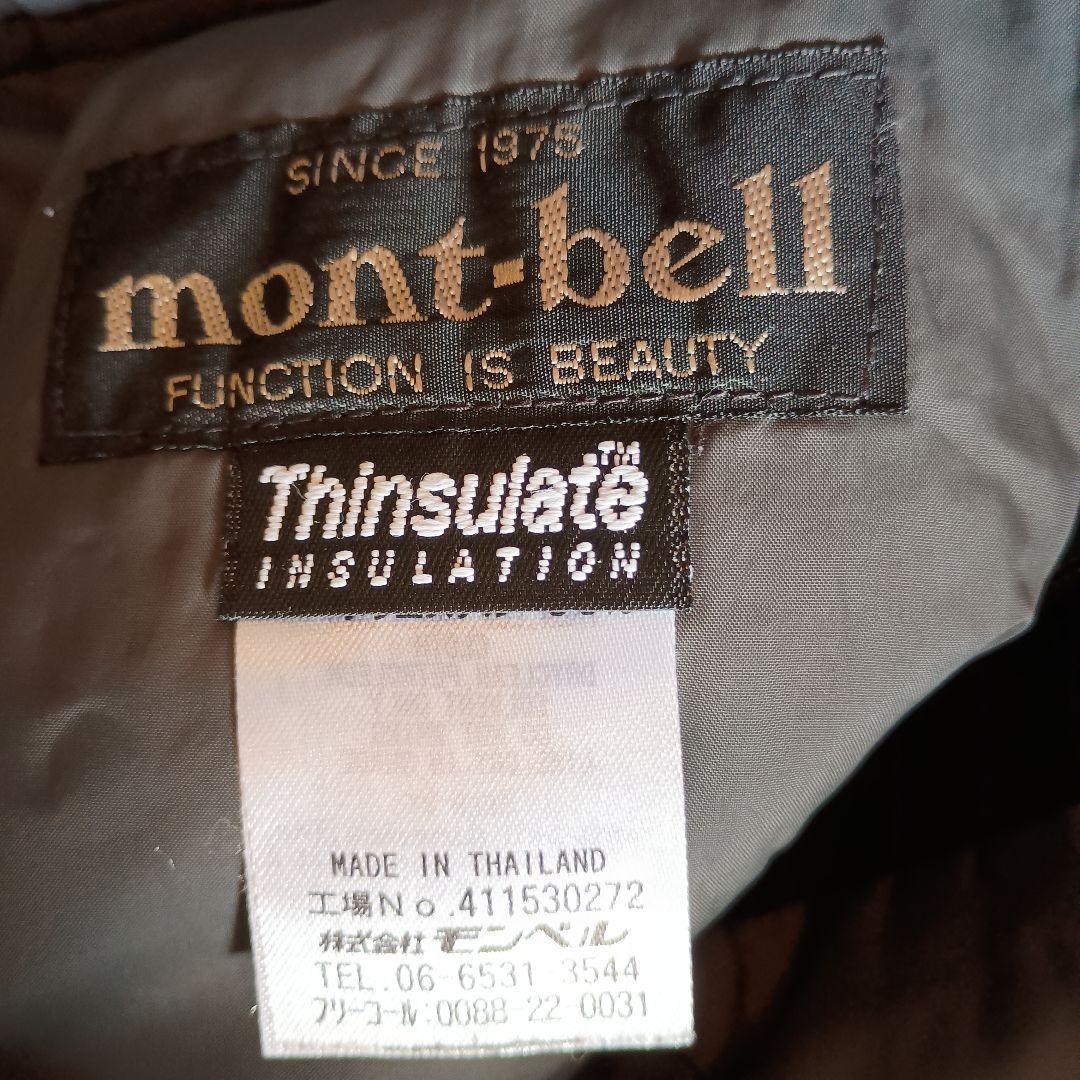 SINCE 1975
mont-bell
FUNCTION IS BEAUTY
Thinsulate™
INSULATION
MADE IN THAILAND
工場No.411530272
株式会社モンベル
TEL.06-6531-3544
フリーコール:0088-22-0031